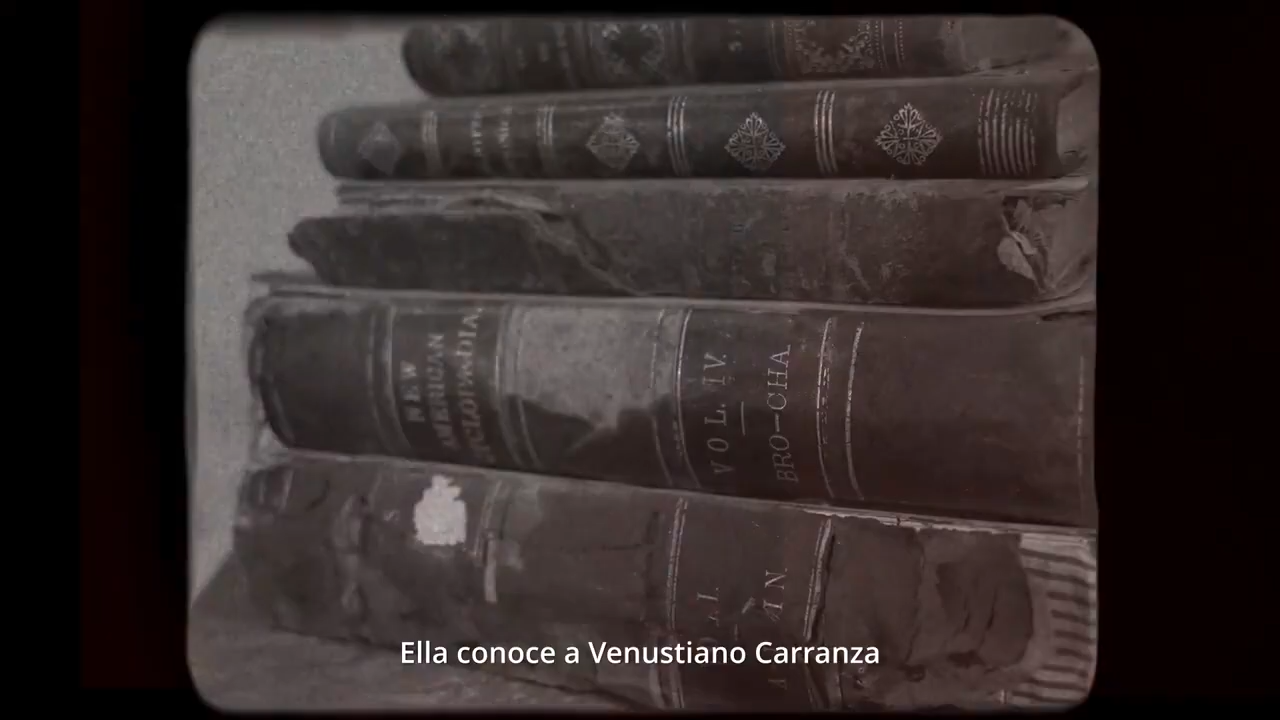 NEW
AMERICAN
CYCLOPÆDIA.
VOL. IV.
BRO—CHA.
Ella conoce a Venustiano Carranza